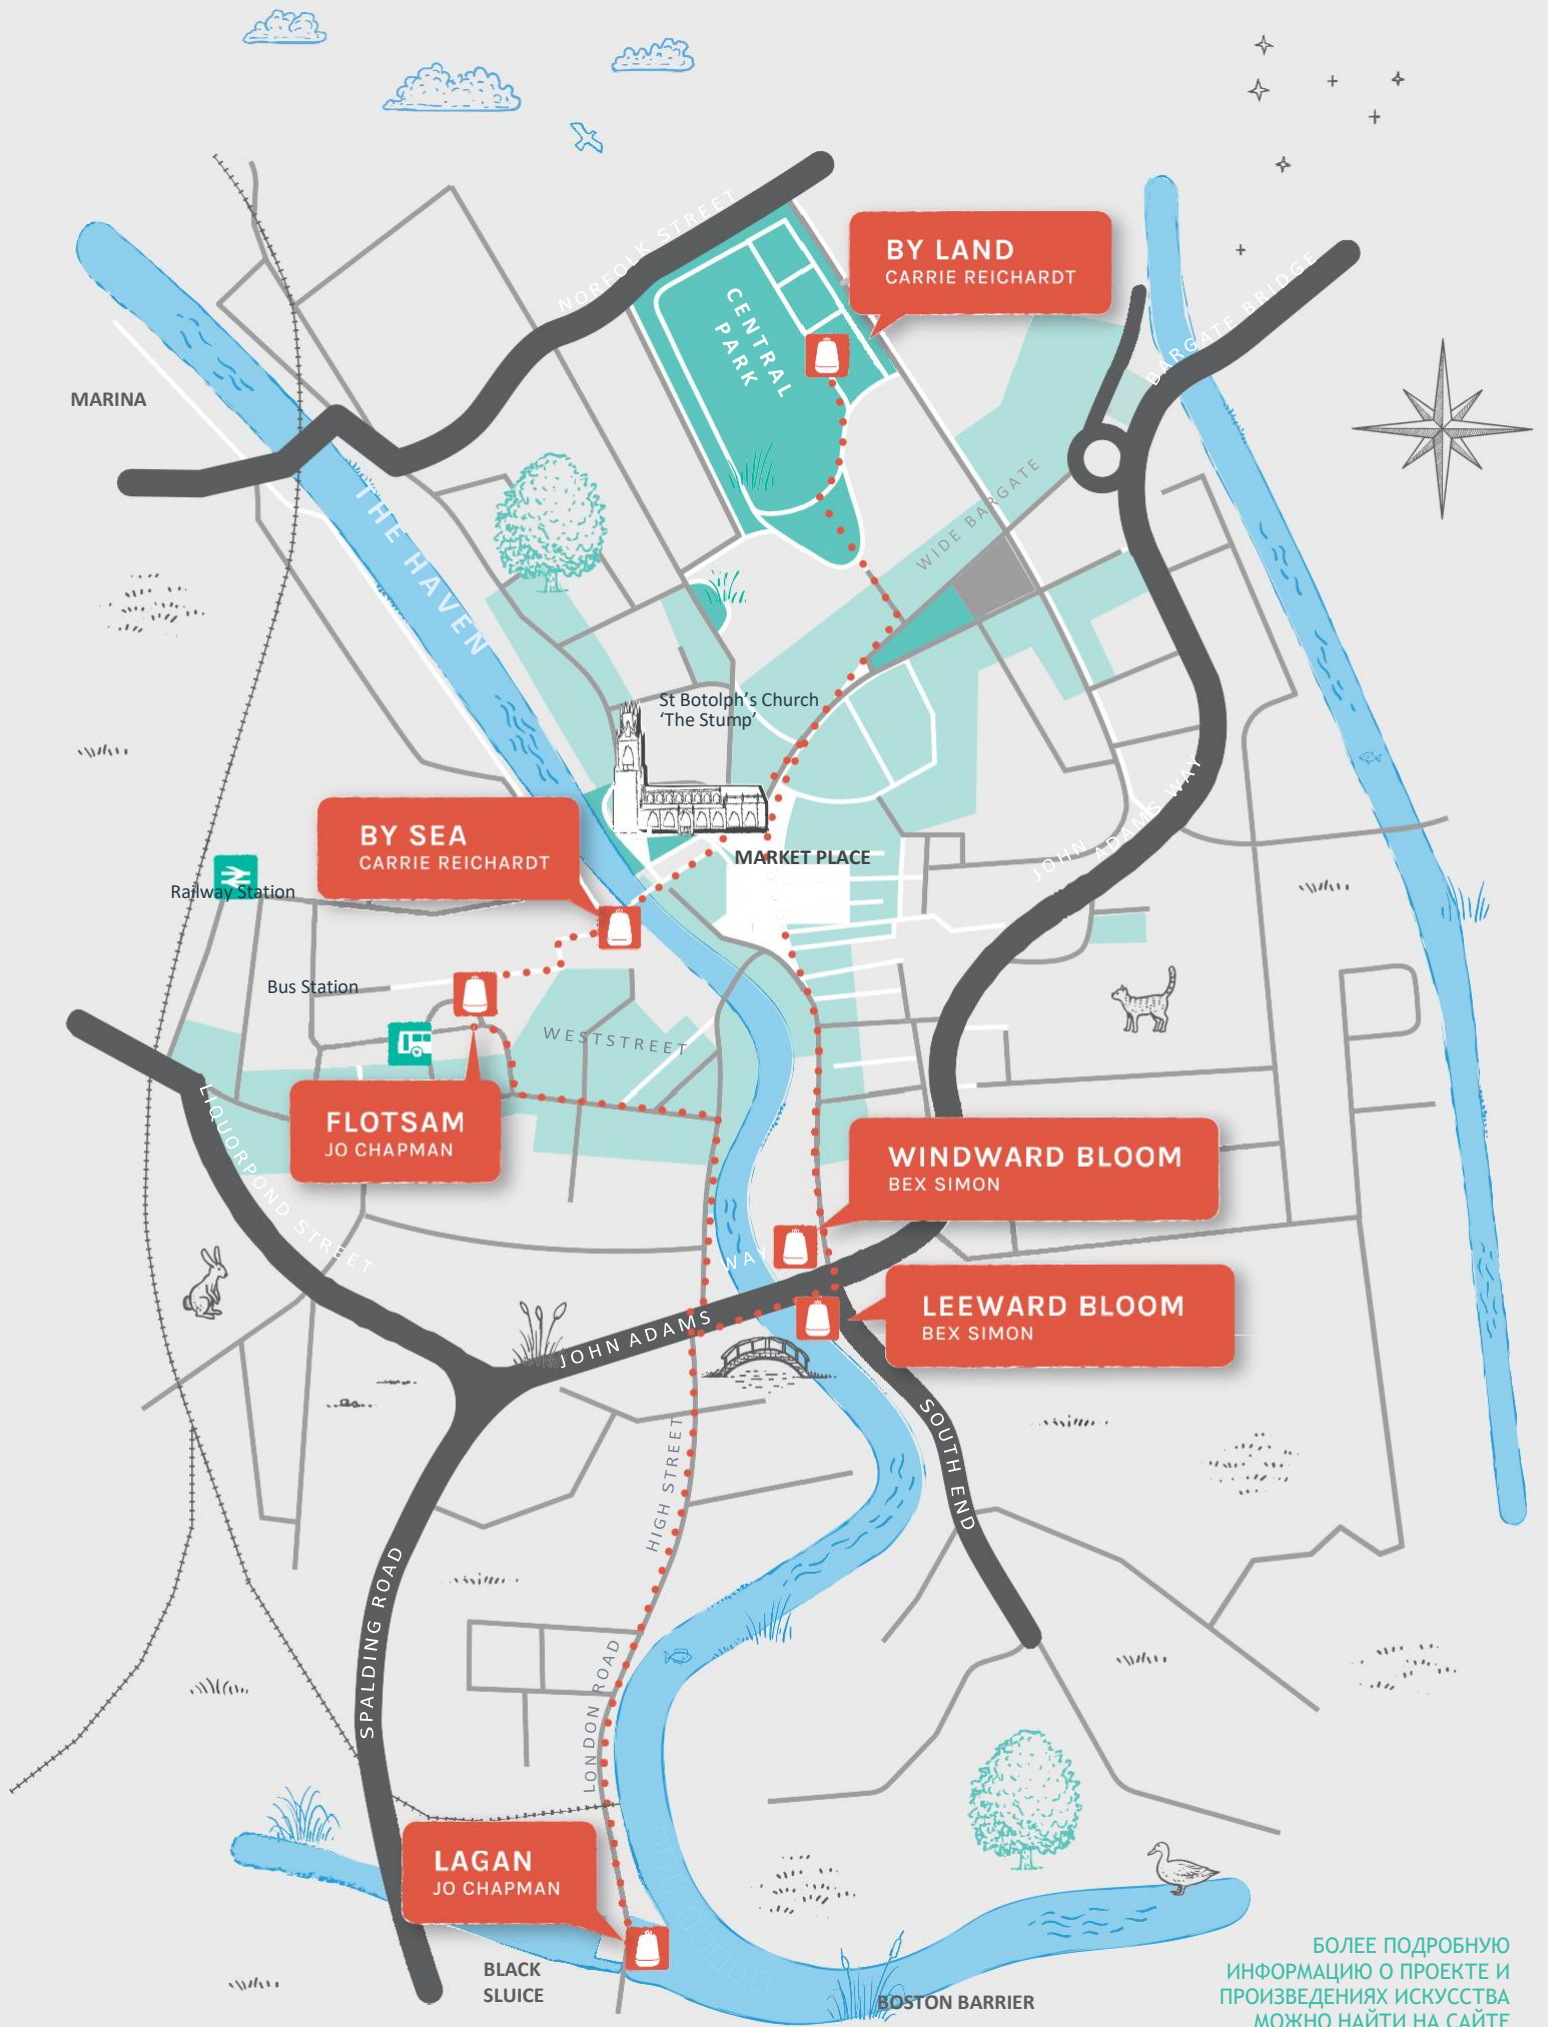 NORFOLK STREET
BY LAND
CARRIE REICHARDT
CENTRAL
PARK
BARGATE BRIDGE
MARINA
THE HAVEN
WIDE BARGATE
St Botolph's Church
'The Stump'
JOHN ADAMS WAY
BY SEA
CARRIE REICHARDT
MARKET PLACE
Railway Station
Bus Station
WESTSTREET
LIQUORPOND STREET
FLOTSAM
JO CHAPMAN
WINDWARD BLOOM
BEX SIMON
WAY
LEEWARD BLOOM
BEX SIMON
JOHN ADAMS
SOUTH END
HIGH STREET
SPALDING ROAD
LONDON ROAD
LAGAN
JO CHAPMAN
BLACK
SLUICE
BOSTON BARRIER
БОЛЕЕ ПОДРОБНУЮ
ИНФОРМАЦИЮ О ПРОЕКТЕ И
ПРОИЗВЕДЕНИЯХ ИСКУССТВА
МОЖНО НАЙТИ НА САЙТЕ